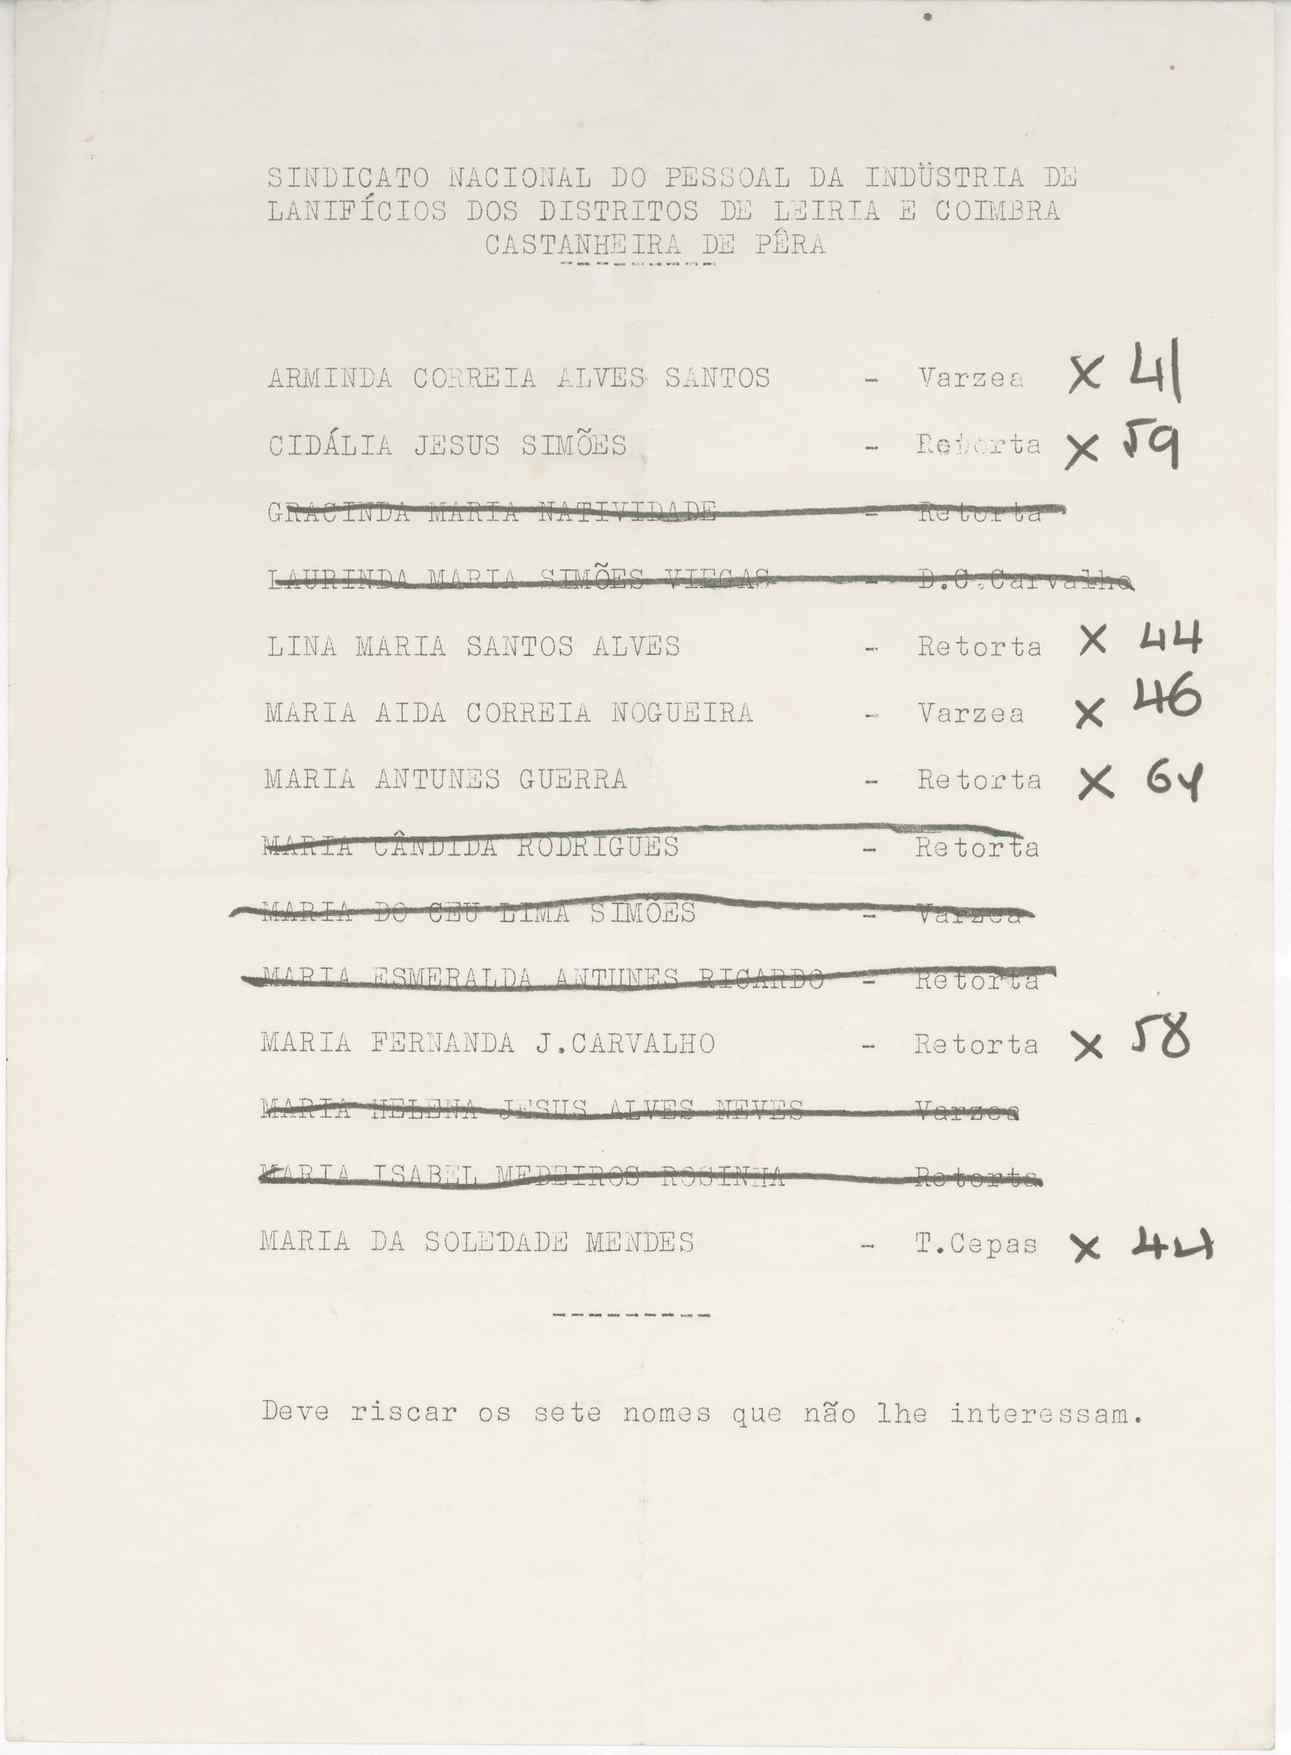 SINDICATO NACIONAL DO PESSOAL DA INDÜSTRIA DE
LANIFÍCIOS DOS DISTRITOS DE LEIRIA E COIMBRA
CASTANHEIRA DE PÊRA
ARMINDA CORREIA ALVES SANTOS - Varzea X 41
CIDÁLIA JESUS SIMÕES - Retorta X 59
GRACINDA MARIA NATIVIDADE - Retorta
LAURINDA MARIA SIMÕES VIEGAS - D.C.Carvalho
LINA MARIA SANTOS ALVES - Retorta X 44
MARIA AIDA CORREIA NOGUEIRA - Varzea X 46
MARIA ANTUNES GUERRA - Retorta X 64
MARIA CÂNDIDA RODRIGUES - Retorta
MARIA DO CEU LIMA SIMÕES - Varzea
MARIA ESMERALDA ANTUNES RICARDO - Retorta
MARIA FERNANDA J.CARVALHO - Retorta X 58
MARIA HELENA JESUS ALVES NEVES - Varzea
MARIA ISABEL MEDEIROS ROSINHA - Retorta
MARIA DA SOLEDADE MENDES - T.Cepas X 44
Deve riscar os sete nomes que não lhe interessam.